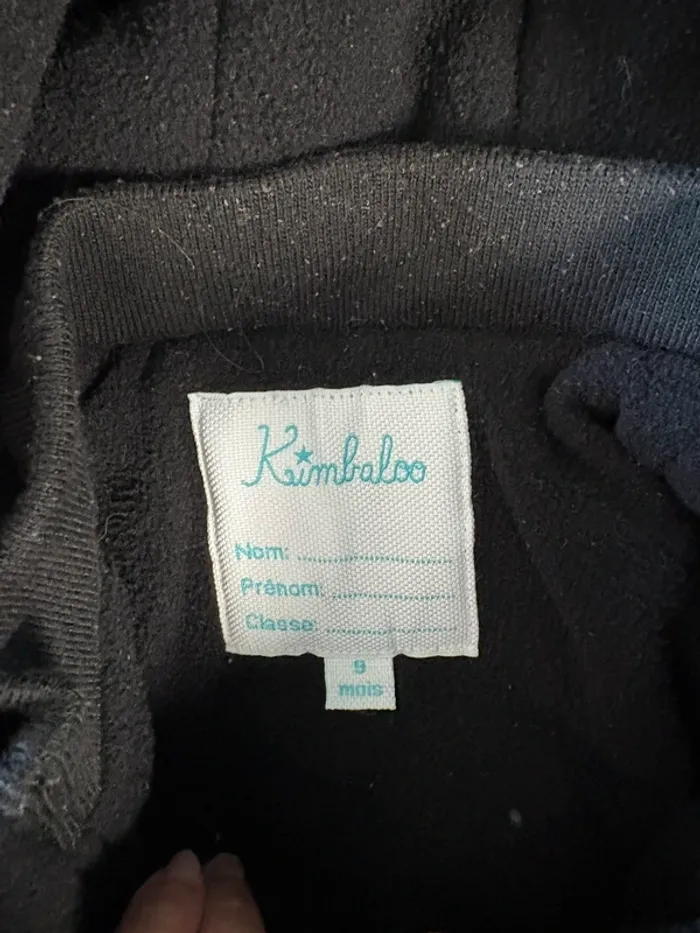 Kimbaloo
Nom: ........................
Prénom: ...................
Classe: ....................
9
mois